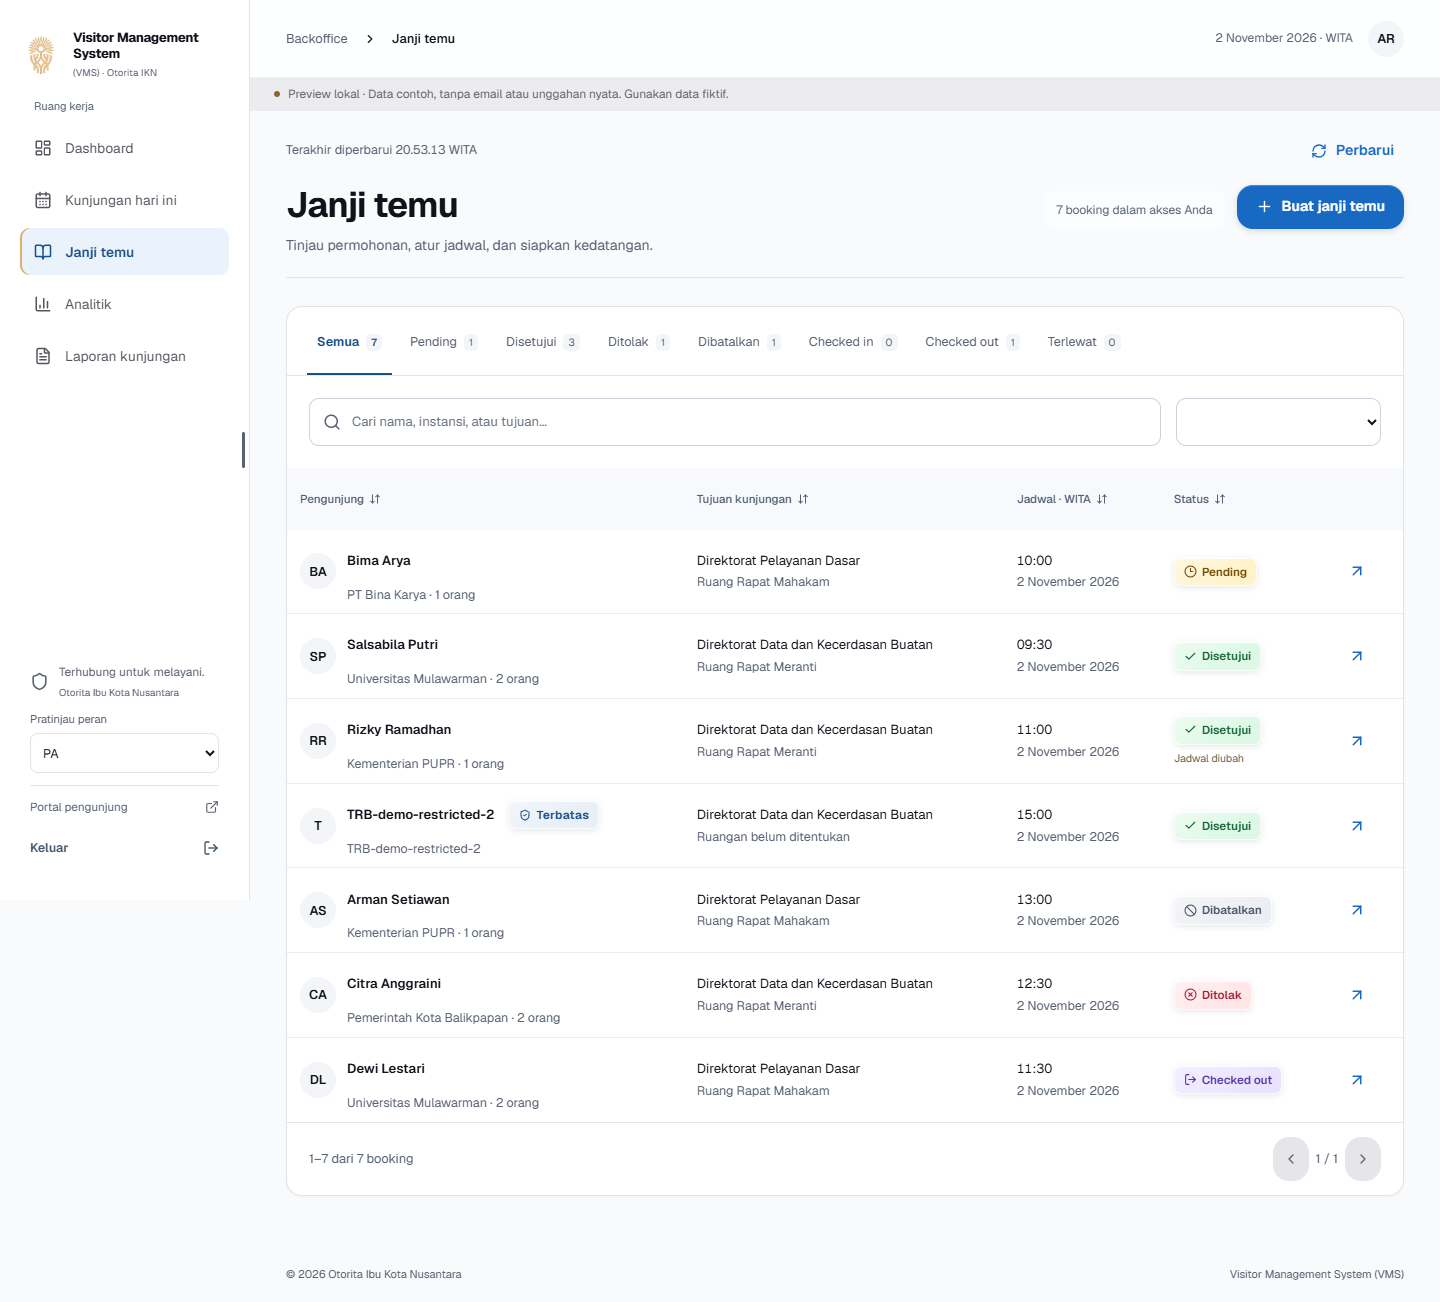 Visitor Management
System
(VMS) · Otorita IKN
Ruang kerja
Dashboard
Kunjungan hari ini
Janji temu
Analitik
Laporan kunjungan
Terhubung untuk melayani.
Otorita Ibu Kota Nusantara
Pratinjau peran
PA
Portal pengunjung
Keluar
Backoffice > Janji temu
2 November 2026 · WITA AR
Preview lokal · Data contoh, tanpa email atau unggahan nyata. Gunakan data fiktif.
Terakhir diperbarui 20.53.13 WITA
Perbarui
Janji temu
7 booking dalam akses Anda
Buat janji temu
Tinjau permohonan, atur jadwal, dan siapkan kedatangan.
Semua 7 Pending 1 Disetujui 3 Ditolak 1 Dibatalkan 1 Checked in 0 Checked out 1 Terlewat 0
Cari nama, instansi, atau tujuan...
Pengunjung Tujuan kunjungan Jadwal · WITA Status
BA Bima Arya Direktorat Pelayanan Dasar 10:00 Pending
PT Bina Karya · 1 orang Ruang Rapat Mahakam 2 November 2026
SP Salsabila Putri Direktorat Data dan Kecerdasan Buatan 09:30 Disetujui
Universitas Mulawarman · 2 orang Ruang Rapat Meranti 2 November 2026
RR Rizky Ramadhan Direktorat Data dan Kecerdasan Buatan 11:00 Disetujui
Kementerian PUPR · 1 orang Ruang Rapat Meranti 2 November 2026 Jadwal diubah
T TRB-demo-restricted-2 Terbatas Direktorat Data dan Kecerdasan Buatan 15:00 Disetujui
TRB-demo-restricted-2 Ruangan belum ditentukan 2 November 2026
AS Arman Setiawan Direktorat Pelayanan Dasar 13:00 Dibatalkan
Kementerian PUPR · 1 orang Ruang Rapat Mahakam 2 November 2026
CA Citra Anggraini Direktorat Data dan Kecerdasan Buatan 12:30 Ditolak
Pemerintah Kota Balikpapan · 2 orang Ruang Rapat Meranti 2 November 2026
DL Dewi Lestari Direktorat Pelayanan Dasar 11:30 Checked out
Universitas Mulawarman · 2 orang Ruang Rapat Mahakam 2 November 2026
1–7 dari 7 booking
1 / 1
© 2026 Otorita Ibu Kota Nusantara
Visitor Management System (VMS)